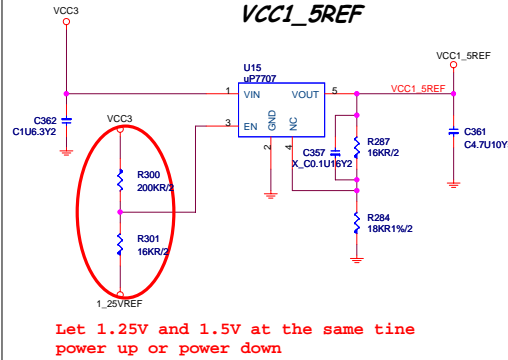 VCC1_5REF
VCC3
U15
uP7707
VCC1_5REF
1
VIN
VOUT
5
VCC1_5REF
3
EN
GND
NC
2
4
C362
C1U6.3Y2
VCC3
C357
X_C0.1U16Y2
R287
16KR/2
C361
C4.7U10Y
R300
200KR/2
R284
18KR1%/2
R301
16KR/2
1_25VREF
Let 1.25V and 1.5V at the same tine
power up or power down